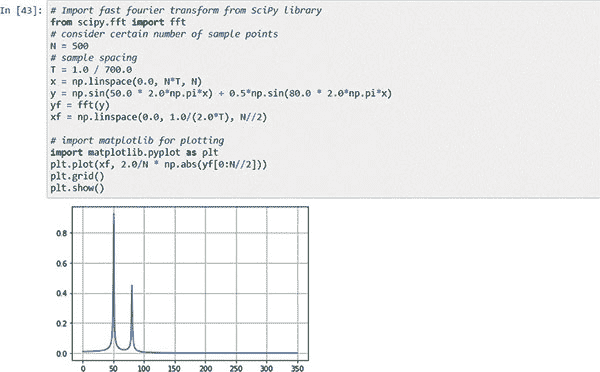 In [43]: # Import fast fourier transform from SciPy library
from scipy.fft import fft
# consider certain number of sample points
N = 500
# sample spacing
T = 1.0 / 700.0
x = np.linspace(0.0, N*T, N)
y = np.sin(50.0 * 2.0*np.pi*x) + 0.5*np.sin(80.0 * 2.0*np.pi*x)
yf = fft(y)
xf = np.linspace(0.0, 1.0/(2.0*T), N//2)
# import matplotlib for plotting
import matplotlib.pyplot as plt
plt.plot(xf, 2.0/N * np.abs(yf[0:N//2]))
plt.grid()
plt.show()
0.8
0.6
0.4
0.2
0.0
0 50 100 150 200 250 300 350